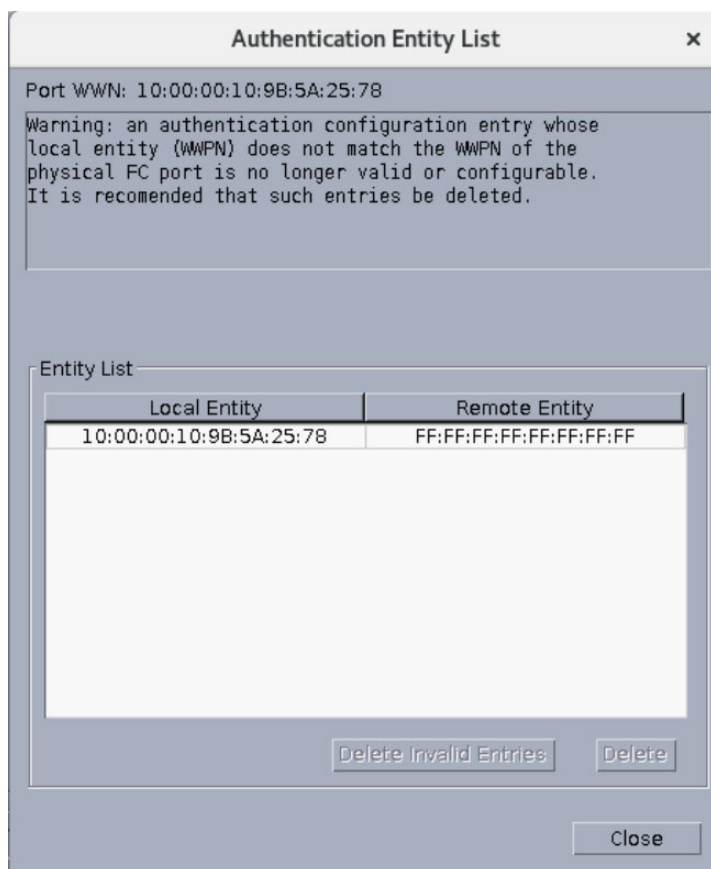 Authentication Entity List
Port WWN: 10:00:00:10:9B:5A:25:78
Warning: an authentication configuration entry whose
local entity (WWPN) does not match the WWPN of the
physical FC port is no longer valid or configurable.
It is recomended that such entries be deleted.
Entity List
Local Entity Remote Entity
10:00:00:10:9B:5A:25:78 FF:FF:FF:FF:FF:FF:FF:FF
Delete Invalid Entries Delete
Close